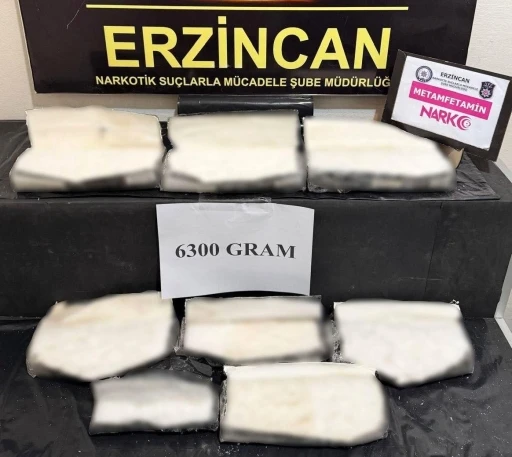 ERZİNCAN
NARKOTİK SUÇLARLA MÜCADELE ŞUBE MÜDÜRLÜĞ
ERZİNCAN
METAMFETAMİN
NARKO
6300 GRAM